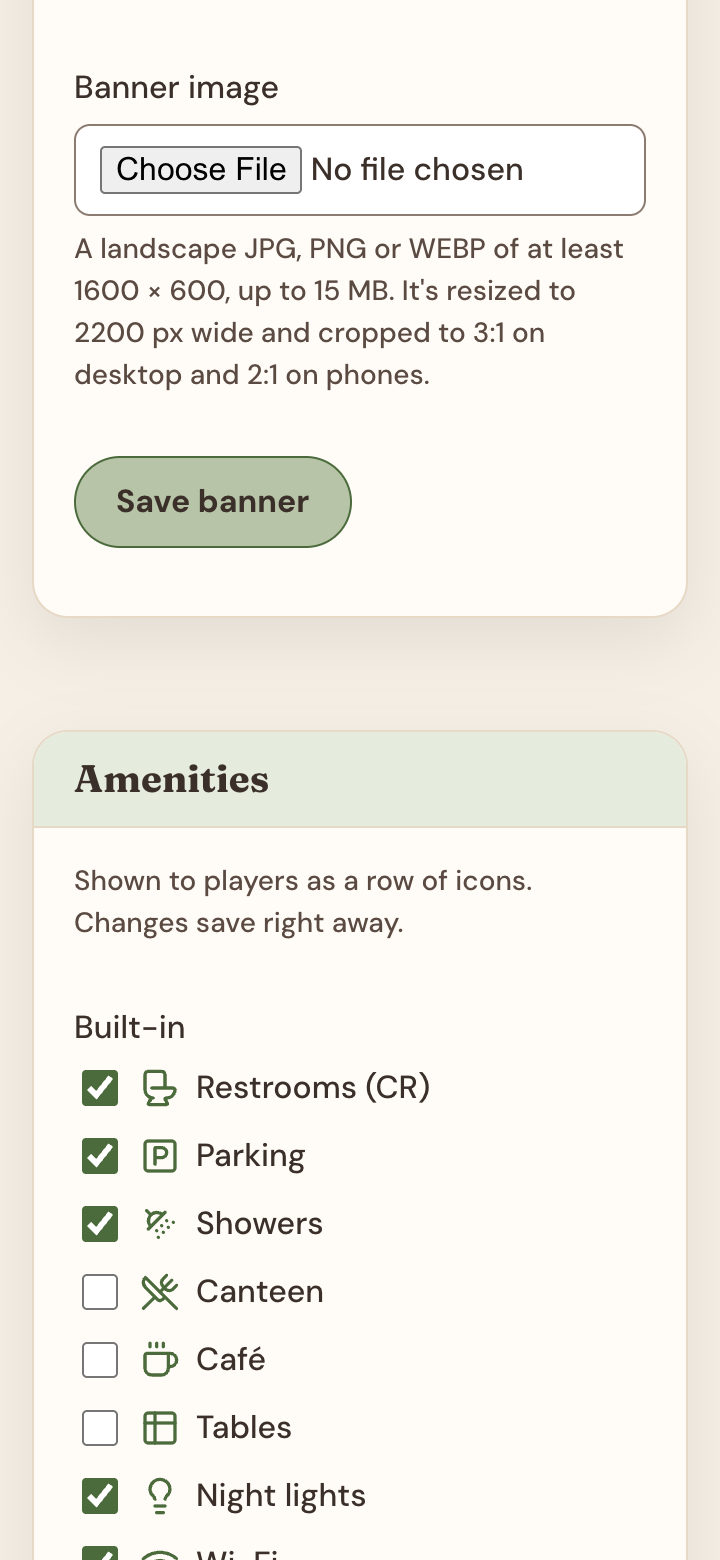 Banner image
Choose File No file chosen
A landscape JPG, PNG or WEBP of at least
1600 × 600, up to 15 MB. It's resized to
2200 px wide and cropped to 3:1 on
desktop and 2:1 on phones.
Save banner
Amenities
Shown to players as a row of icons.
Changes save right away.
Built-in
Restrooms (CR)
P Parking
Showers
Canteen
Café
Tables
Night lights
Wi-Fi